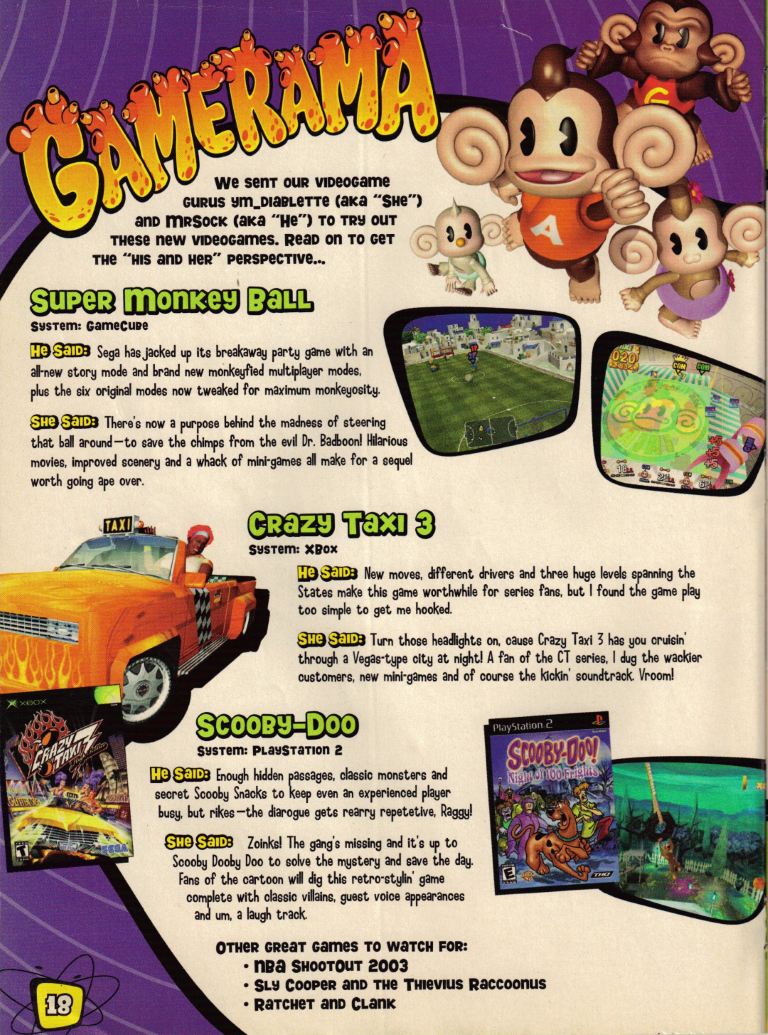 GAMERAMA
We sent our videogame
gurus ym_diablette (aka "She")
and MrSock (aka "He") to try out
these new videogames. Read on to get
the "his and her" perspective...
Super Monkey Ball
System: GameCube
He Said: Sega has jacked up its breakaway party game with an
all-new story mode and brand new monkeyfied multiplayer modes,
plus the six original modes now tweaked for maximum monkeyosity.
She Said: There's now a purpose behind the madness of steering
that ball around—to save the chimps from the evil Dr. Badboon! Hilarious
movies, improved scenery and a whack of mini-games all make for a sequel
worth going ape over.
A
020
COM
COM
Crazy Taxi 3
System: XBox
He Said: New moves, different drivers and three huge levels spanning the
States make this game worthwhile for series fans, but I found the game play
too simple to get me hooked.
She Said: Turn those headlights on, cause Crazy Taxi 3 has you cruisin'
through a Vegas-type city at night! A fan of the CT series, I dug the wackier
customers, new mini-games and of course the kickin' soundtrack. Vroom!
TAXI
XBOX
CRAZY
TAXI 3
T
SEGA
Scooby-Doo
System: PlayStation 2
He Said: Enough hidden passages, classic monsters and
secret Scooby Snacks to keep even an experienced player
busy, but rikes—the diarogue gets rearry repetetive, Raggy!
She Said: Zoinks! The gang's missing and it's up to
Scooby Dooby Doo to solve the mystery and save the day.
Fans of the cartoon will dig this retro-stylin' game
complete with classic villains, guest voice appearances
and um, a laugh track.
PlayStation 2
SCOOBY-DOO!
Night of 100 Frights
E
THQ
Other great games to watch for:
• NBA ShootOut 2003
• Sly Cooper and the Thievius Raccoonus
• Ratchet and Clank
18